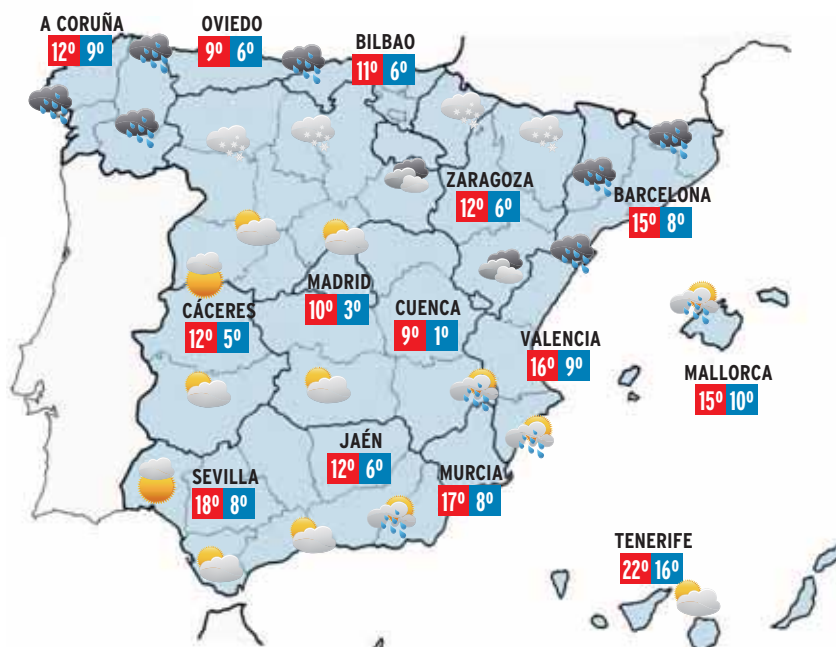 A CORUÑA
12º 9º
OVIEDO
9º 6º
BILBAO
11º 6º
ZARAGOZA
12º 6º
BARCELONA
15º 8º
MADRID
10º 3º
CÁCERES
12º 5º
CUENCA
9º 1º
VALENCIA
16º 9º
MALLORCA
15º 10º
JAÉN
12º 6º
SEVILLA
18º 8º
MURCIA
17º 8º
TENERIFE
22º 16º